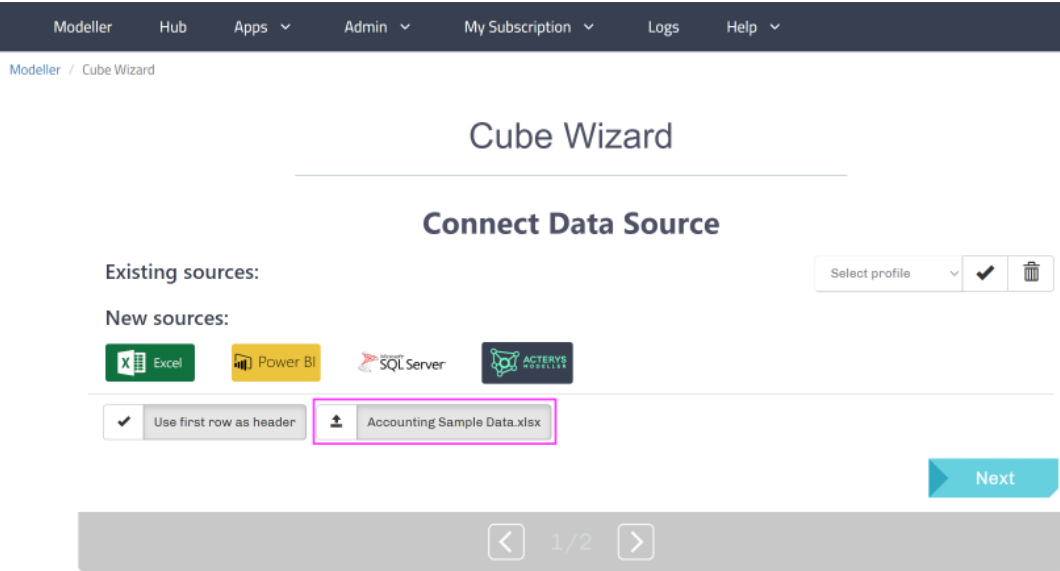 Modeller Hub Apps Admin My Subscription Logs Help
Modeller / Cube Wizard
Cube Wizard
Connect Data Source
Existing sources:
Select profile
New sources:
Excel
Power BI
Microsoft
SQL Server
ACTERYS
MODELLER
Use first row as header
Accounting Sample Data.xlsx
Next
1/2